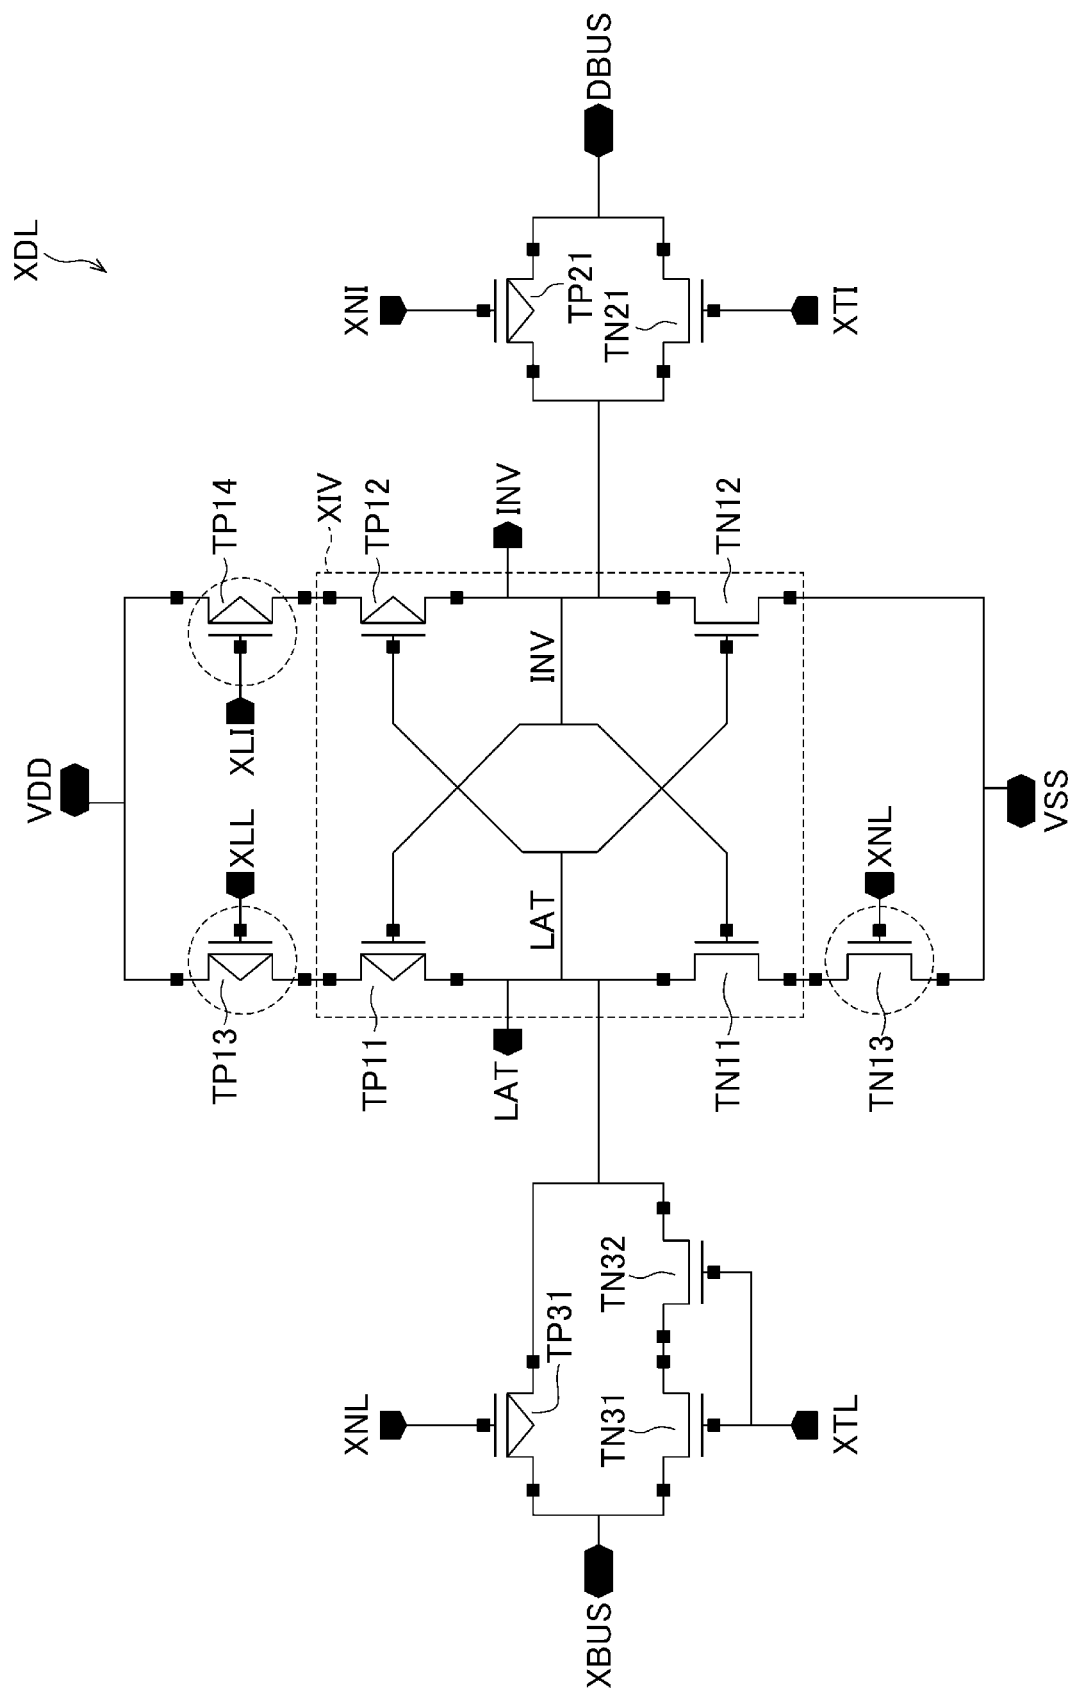 XDL
VDD
XLL
XLI
TP13
TP14
XIV
TP11
TP12
LAT
INV
LAT
INV
XNL
TP31
XNI
TP21
XBUS
DBUS
TN31
TN32
TN21
TN11
TN12
XTL
XTI
TN13
XNL
VSS